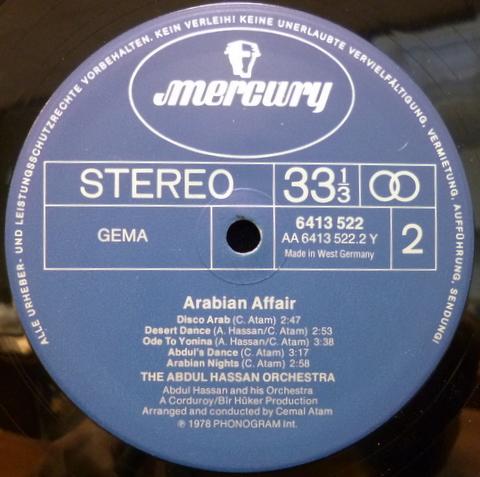 ALLE URHEBER- UND LEISTUNGSSCHUTZRECHTE VORBEHALTEN. KEIN VERLEIH! KEINE UNERLAUBTE VERVIELFÄLTIGUNG, VERMIETUNG, AUFFÜHRUNG, SENDUNG!
mercury
STEREO
33 1/3
GEMA
6413 522
AA 6413 522.2 Y
Made in West Germany
2
Arabian Affair
Disco Arab (C. Atam) 2:47
Desert Dance (A. Hassan/C. Atam) 2:53
Ode To Yonina (A. Hassan/C. Atam) 3:38
Abdul's Dance (C. Atam) 3:17
Arabian Nights (C. Atam) 2:58
THE ABDUL HASSAN ORCHESTRA
Abdul Hassan and his Orchestra
A Corduroy/Bir Hüker Production
Arranged and conducted by Cemal Atam
℗ 1978 PHONOGRAM Int.